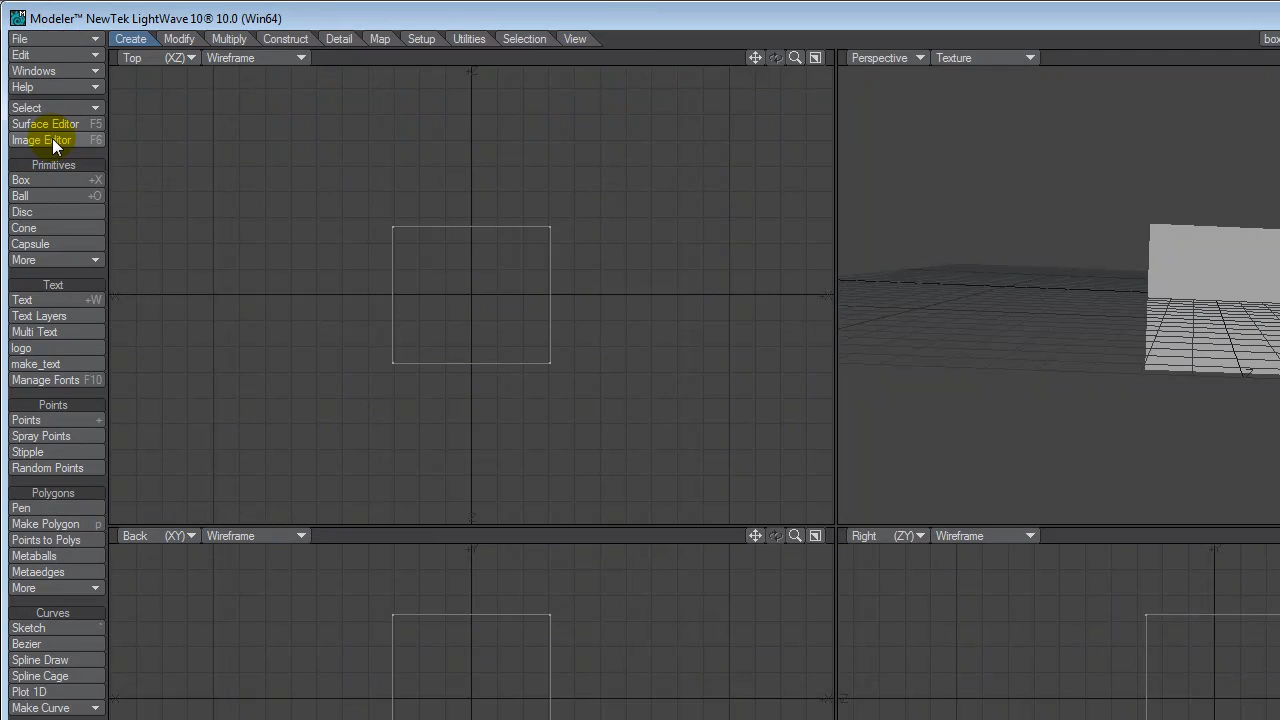 Modeler™ NewTek LightWave 10® 10.0 (Win64)
File
Edit
Windows
Help
Select
Surface Editor F5
Image Editor F6
Primitives
Box +X
Ball +O
Disc
Cone
Capsule
More
Text
Text +W
Text Layers
Multi Text
logo
make_text
Manage Fonts F10
Points
Points +
Spray Points
Stipple
Random Points
Polygons
Pen
Make Polygon p
Points to Polys
Metaballs
Metaedges
More
Curves
Sketch
Bezier
Spline Draw
Spline Cage
Plot 1D
Make Curve
Create Modify Multiply Construct Detail Map Setup Utilities Selection View box
Top (XZ) Wireframe
Perspective Texture
Back (XY) Wireframe
Right (ZY) Wireframe